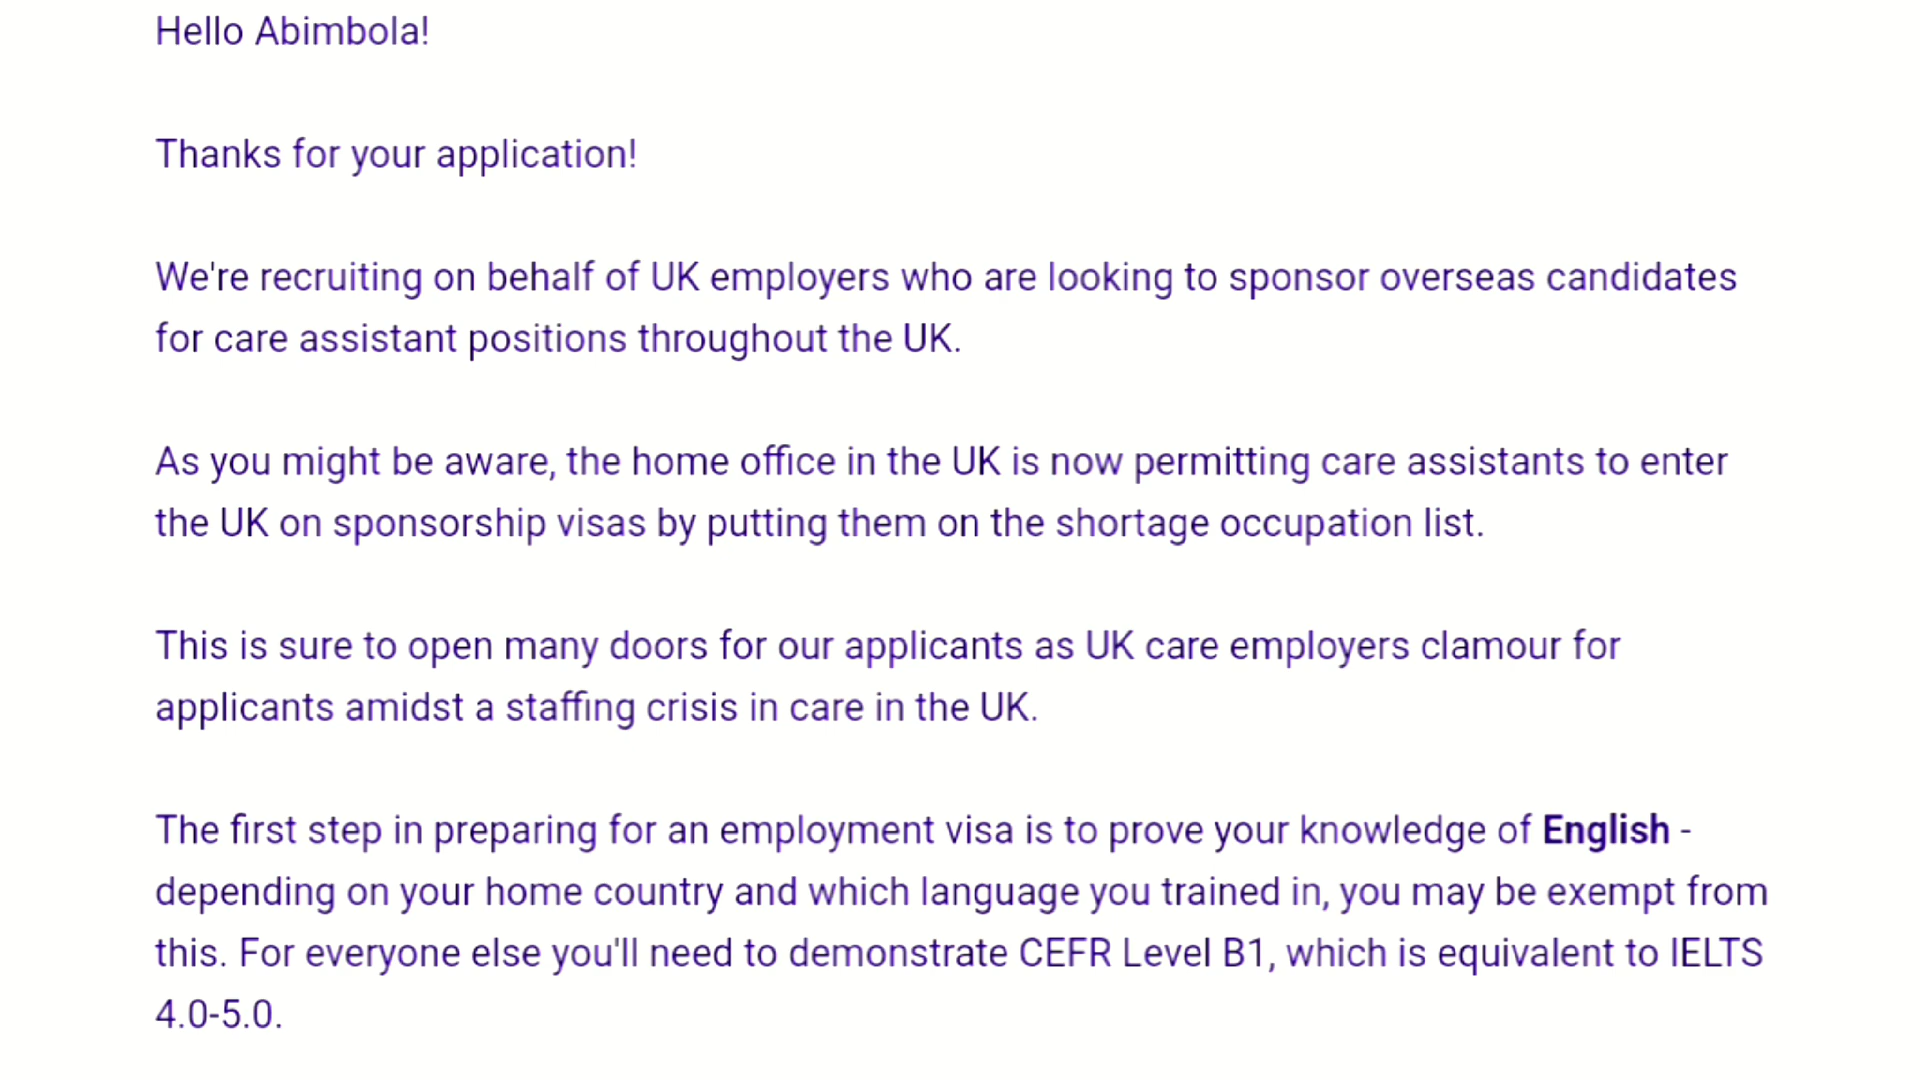 Hello Abimbola!
Thanks for your application!
We're recruiting on behalf of UK employers who are looking to sponsor overseas candidates
for care assistant positions throughout the UK.
As you might be aware, the home office in the UK is now permitting care assistants to enter
the UK on sponsorship visas by putting them on the shortage occupation list.
This is sure to open many doors for our applicants as UK care employers clamour for
applicants amidst a staffing crisis in care in the UK.
The first step in preparing for an employment visa is to prove your knowledge of English -
depending on your home country and which language you trained in, you may be exempt from
this. For everyone else you'll need to demonstrate CEFR Level B1, which is equivalent to IELTS
4.0-5.0.